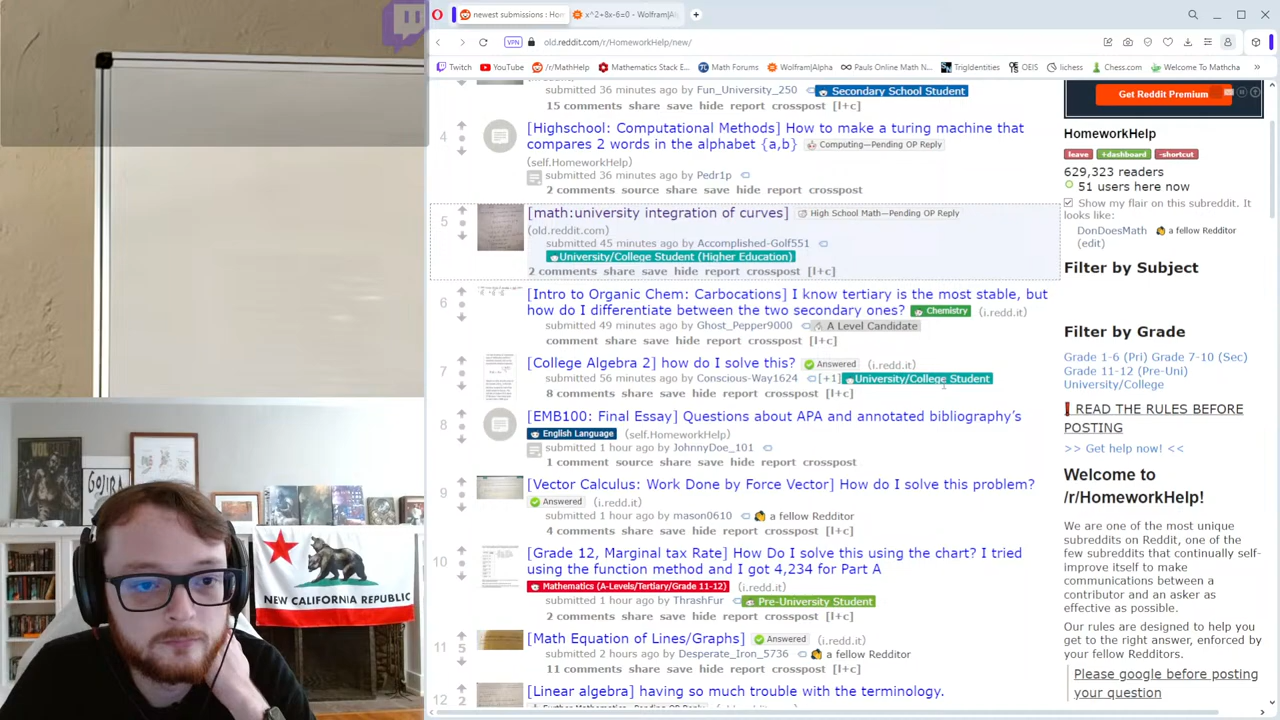 newest submissions : Hom
x^2+8x-6=0 - Wolfram|Al
VPN
old.reddit.com/r/HomeworkHelp/new/
Twitch
YouTube
/r/MathHelp
Mathematics Stack E...
Math Forums
Wolfram|Alpha
Pauls Online Math N...
TrigIdentities
OEIS
lichess
Chess.com
Welcome To Mathcha
submitted 36 minutes ago by Fun_University_250 Secondary School Student
15 comments share save hide report crosspost [l+c]
4
[Highschool: Computational Methods] How to make a turing machine that
compares 2 words in the alphabet {a,b} Computing—Pending OP Reply
(self.HomeworkHelp)
submitted 36 minutes ago by Pedr1p
2 comments source share save hide report crosspost
5
[math:university integration of curves] High School Math—Pending OP Reply
(old.reddit.com)
submitted 45 minutes ago by Accomplished-Golf551
University/College Student (Higher Education)
2 comments share save hide report crosspost [l+c]
6
[Intro to Organic Chem: Carbocations] I know tertiary is the most stable, but
how do I differentiate between the two secondary ones? Chemistry (i.redd.it)
submitted 49 minutes ago by Ghost_Pepper9000 A Level Candidate
comment share save hide report crosspost [l+c]
7
[College Algebra 2] how do I solve this? Answered (i.redd.it)
submitted 56 minutes ago by Conscious-Way1624 [+1] University/College Student
8 comments share save hide report crosspost [l+c]
8
[EMB100: Final Essay] Questions about APA and annotated bibliography's
English Language (self.HomeworkHelp)
submitted 1 hour ago by JohnnyDoe_101
1 comment source share save hide report crosspost
9
[Vector Calculus: Work Done by Force Vector] How do I solve this problem?
Answered (i.redd.it)
submitted 1 hour ago by mason0610 a fellow Redditor
4 comments share save hide report crosspost [l+c]
10
[Grade 12, Marginal tax Rate] How Do I solve this using the chart? I tried
using the function method and I got 4,234 for Part A
Mathematics (A-Levels/Tertiary/Grade 11-12) (i.redd.it)
submitted 1 hour ago by ThrashFur Pre-University Student
2 comments share save hide report crosspost [l+c]
11
5
[Math Equation of Lines/Graphs] Answered (i.redd.it)
submitted 2 hours ago by Desperate_Iron_5736 a fellow Redditor
11 comments share save hide report crosspost [l+c]
12
2
[Linear algebra] having so much trouble with the terminology.
Get Reddit Premium
HomeworkHelp
leave +dashboard -shortcut
629,323 readers
51 users here now
Show my flair on this subreddit. It
looks like:
DonDoesMath a fellow Redditor
(edit)
Filter by Subject
Filter by Grade
Grade 1-6 (Pri) Grade 7-10 (Sec)
Grade 11-12 (Pre-Uni)
University/College
READ THE RULES BEFORE
POSTING
>> Get help now! <<
Welcome to
/r/HomeworkHelp!
We are one of the most unique
subreddits on Reddit, one of the
few subreddits that continually self-
improve itself to make
communications between a
contributor and an asker as
effective as possible.
Our rules are designed to help you
get to the right answer, enforced by
your fellow Redditors.
Please google before posting
your question
GOJIRA
NEW CALIFORNIA REPUBLIC